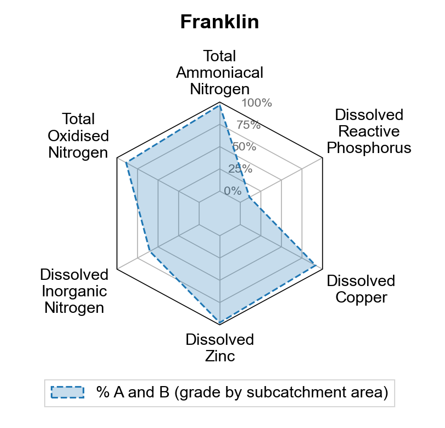 Franklin
Total
Ammoniacal
Nitrogen
100%
75%
50%
25%
0%
Dissolved
Reactive
Phosphorus
Total
Oxidised
Nitrogen
Dissolved
Inorganic
Nitrogen
Dissolved
Copper
Dissolved
Zinc
% A and B (grade by subcatchment area)